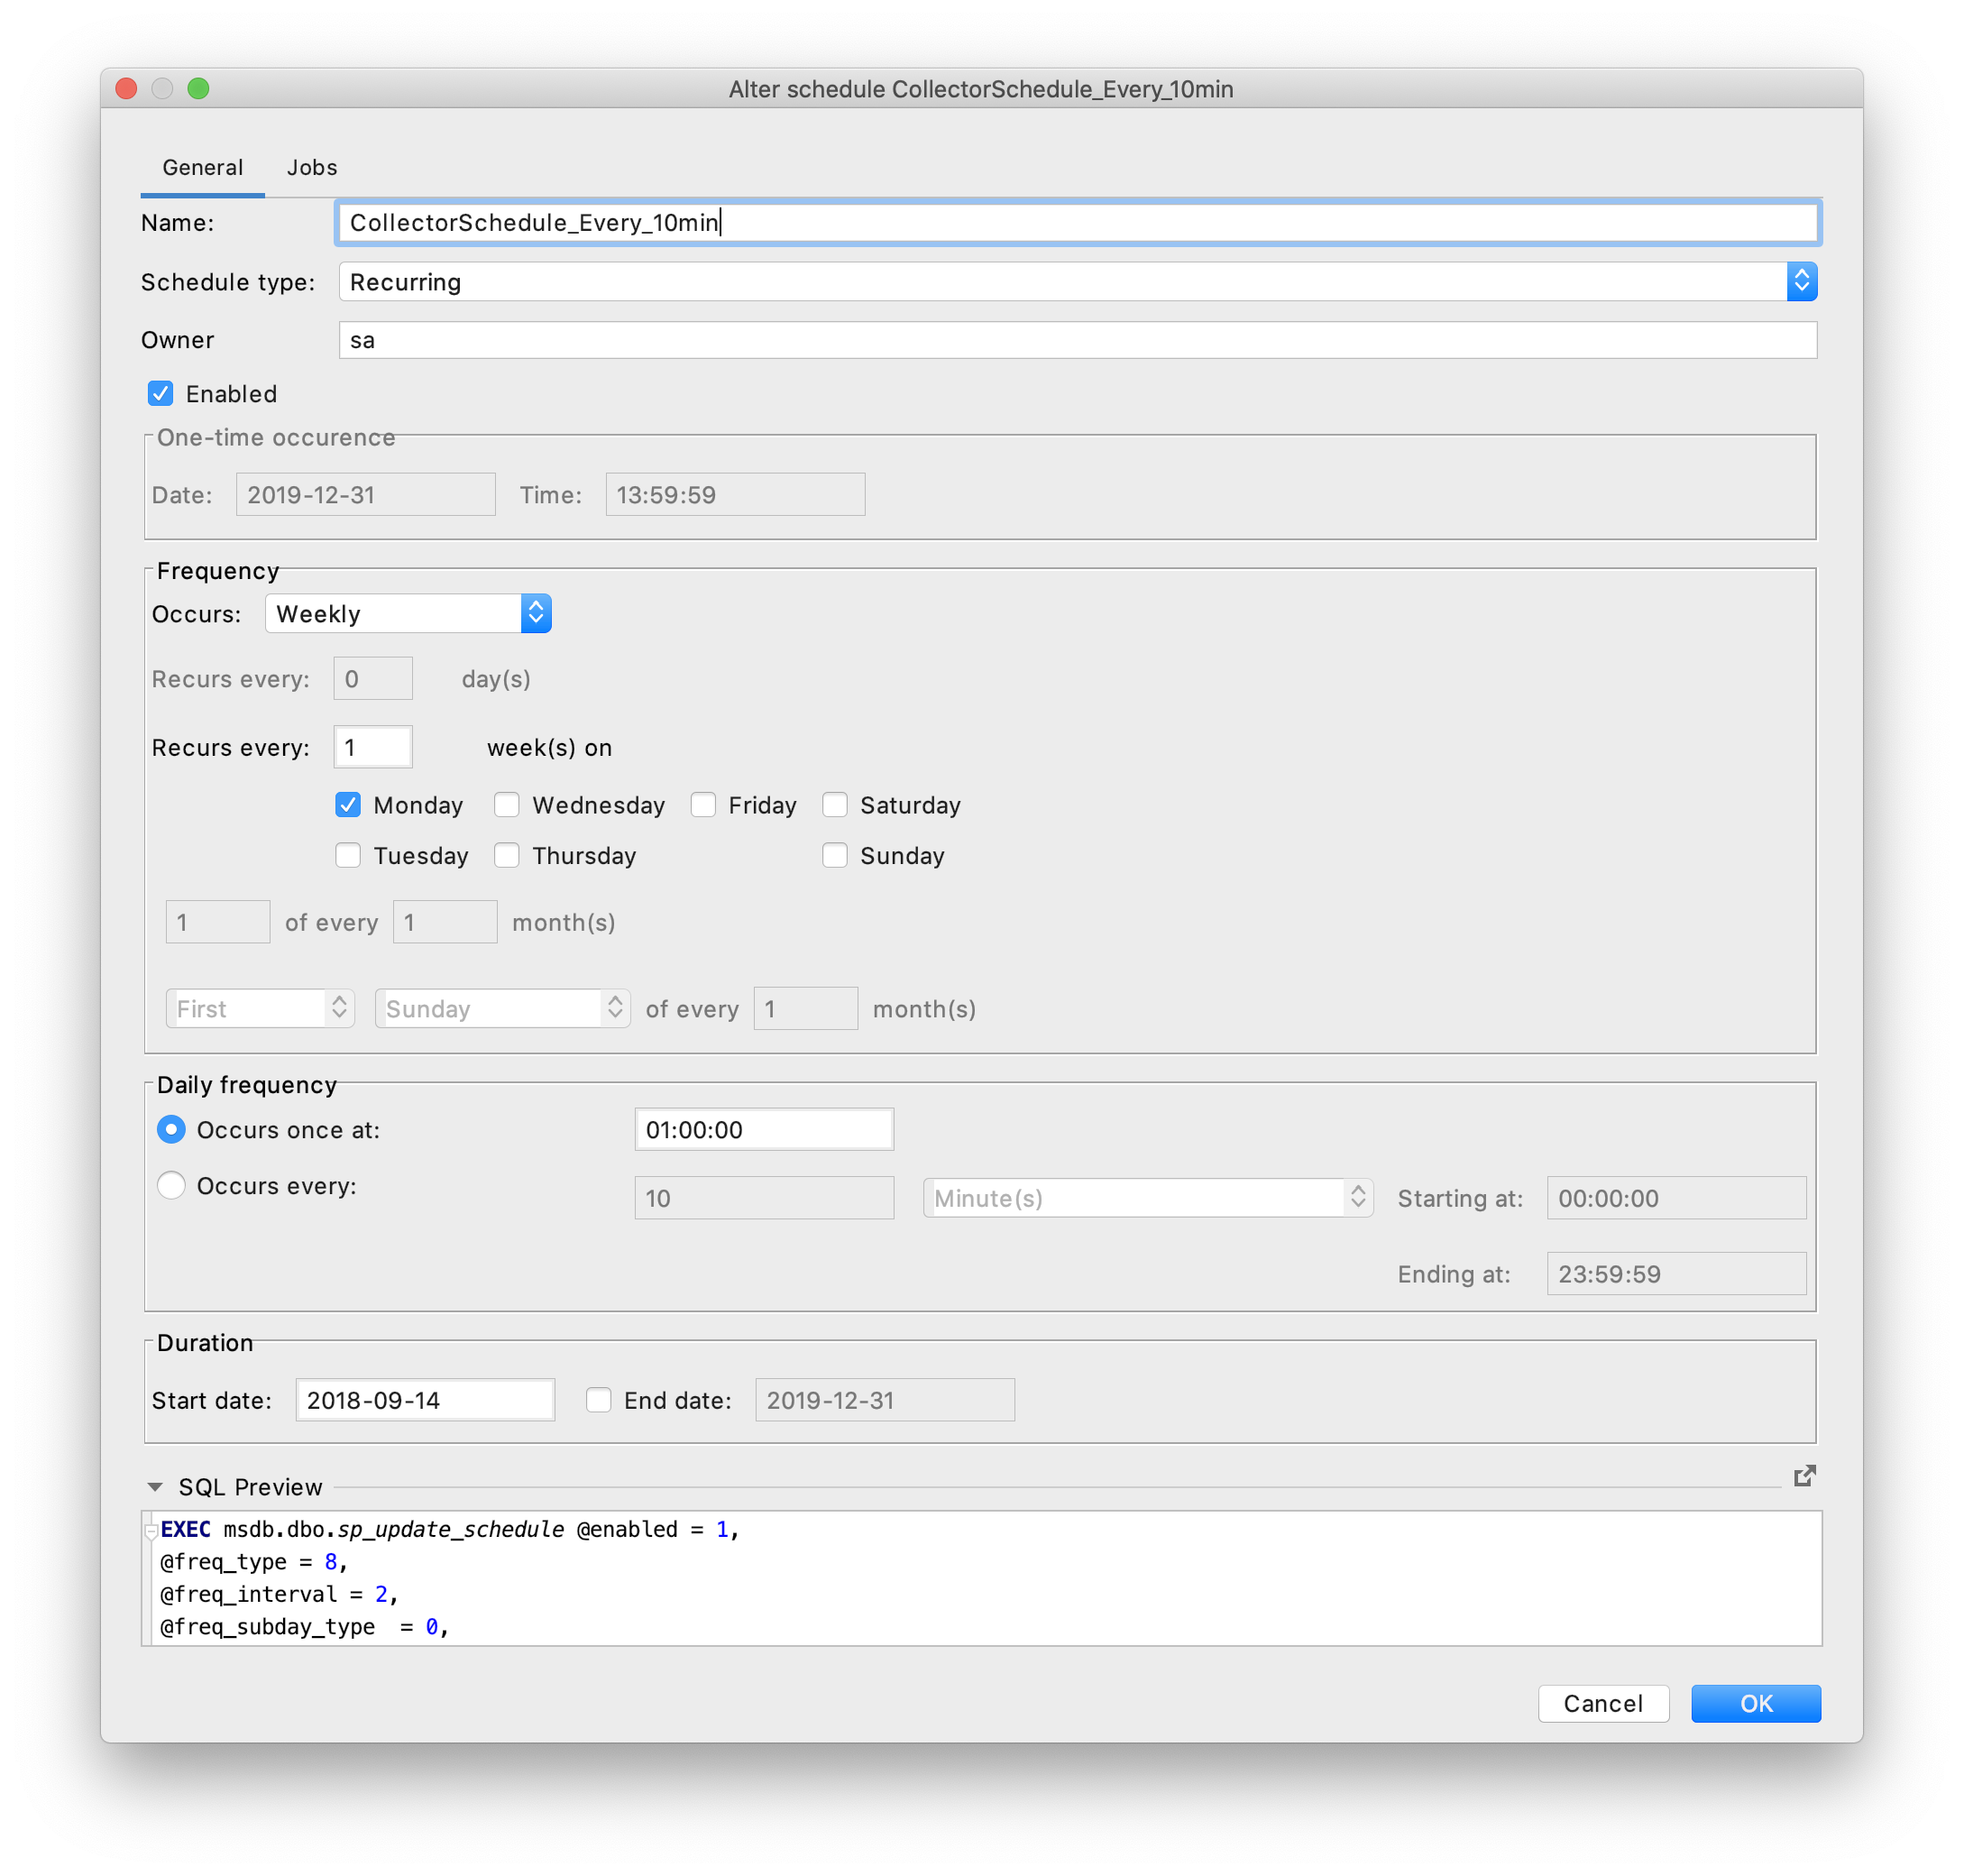 Alter schedule CollectorSchedule_Every_10min
General Jobs
Name: CollectorSchedule_Every_10min
Schedule type: Recurring
Owner sa
Enabled
One-time occurence
Date: 2019-12-31 Time: 13:59:59
Frequency
Occurs: Weekly
Recurs every: 0 day(s)
Recurs every: 1 week(s) on
Monday Wednesday Friday Saturday
Tuesday Thursday Sunday
1 of every 1 month(s)
First Sunday of every 1 month(s)
Daily frequency
Occurs once at: 01:00:00
Occurs every: 10 Minute(s) Starting at: 00:00:00
Ending at: 23:59:59
Duration
Start date: 2018-09-14 End date: 2019-12-31
SQL Preview
EXEC msdb.dbo.sp_update_schedule @enabled = 1,
@freq_type = 8,
@freq_interval = 2,
@freq_subday_type  = 0,
Cancel OK